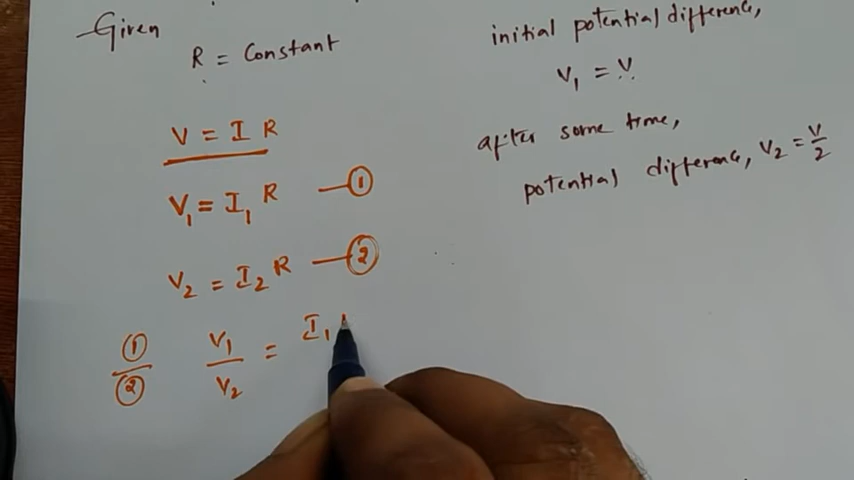 Given
R = Constant
V = I R
V₁ = I₁ R —①
V₂ = I₂ R —②
①/② V₁/V₂ = I₁
initial potential difference,
V₁ = V
after some time,
potential difference, V₂ = V/2